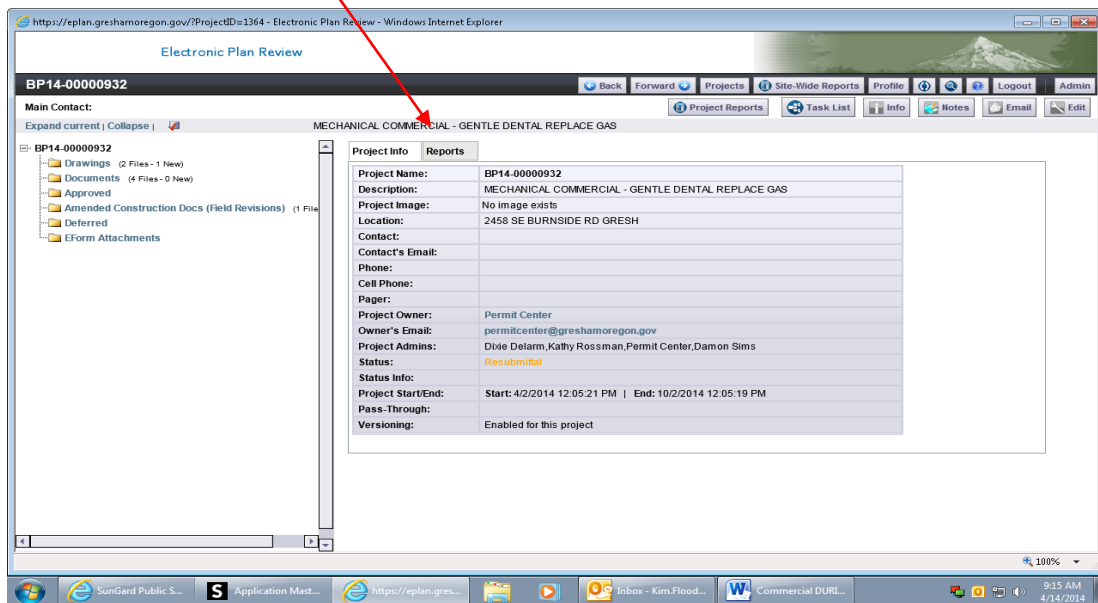 https://eplan.greshamoregon.gov/?ProjectID=1364 - Electronic Plan Review - Windows Internet Explorer
Electronic Plan Review
BP14-00000932
Back Forward Projects Site-Wide Reports Profile Logout Admin
Main Contact:
Project Reports Task List Info Notes Email Edit
Expand current | Collapse |
MECHANICAL COMMERCIAL - GENTLE DENTAL REPLACE GAS
BP14-00000932
Drawings (2 Files - 1 New)
Documents (4 Files - 0 New)
Approved
Amended Construction Docs (Field Revisions) (1 File
Deferred
EForm Attachments
Project Info Reports
Project Name: BP14-00000932
Description: MECHANICAL COMMERCIAL - GENTLE DENTAL REPLACE GAS
Project Image: No image exists
Location: 2458 SE BURNSIDE RD GRESH
Contact:
Contact's Email:
Phone:
Cell Phone:
Pager:
Project Owner: Permit Center
Owner's Email: permitcenter@greshamoregon.gov
Project Admins: Dixie Delarm,Kathy Rossman,Permit Center,Damon Sims
Status: Resubmittal
Status Info:
Project Start/End: Start: 4/2/2014 12:05:21 PM | End: 10/2/2014 12:05:19 PM
Pass-Through:
Versioning: Enabled for this project
100%
SunGard Public S... Application Mast... https://eplan.gres... Inbox - Kim.Flood... Commercial DURI...
9:15 AM
4/14/2014